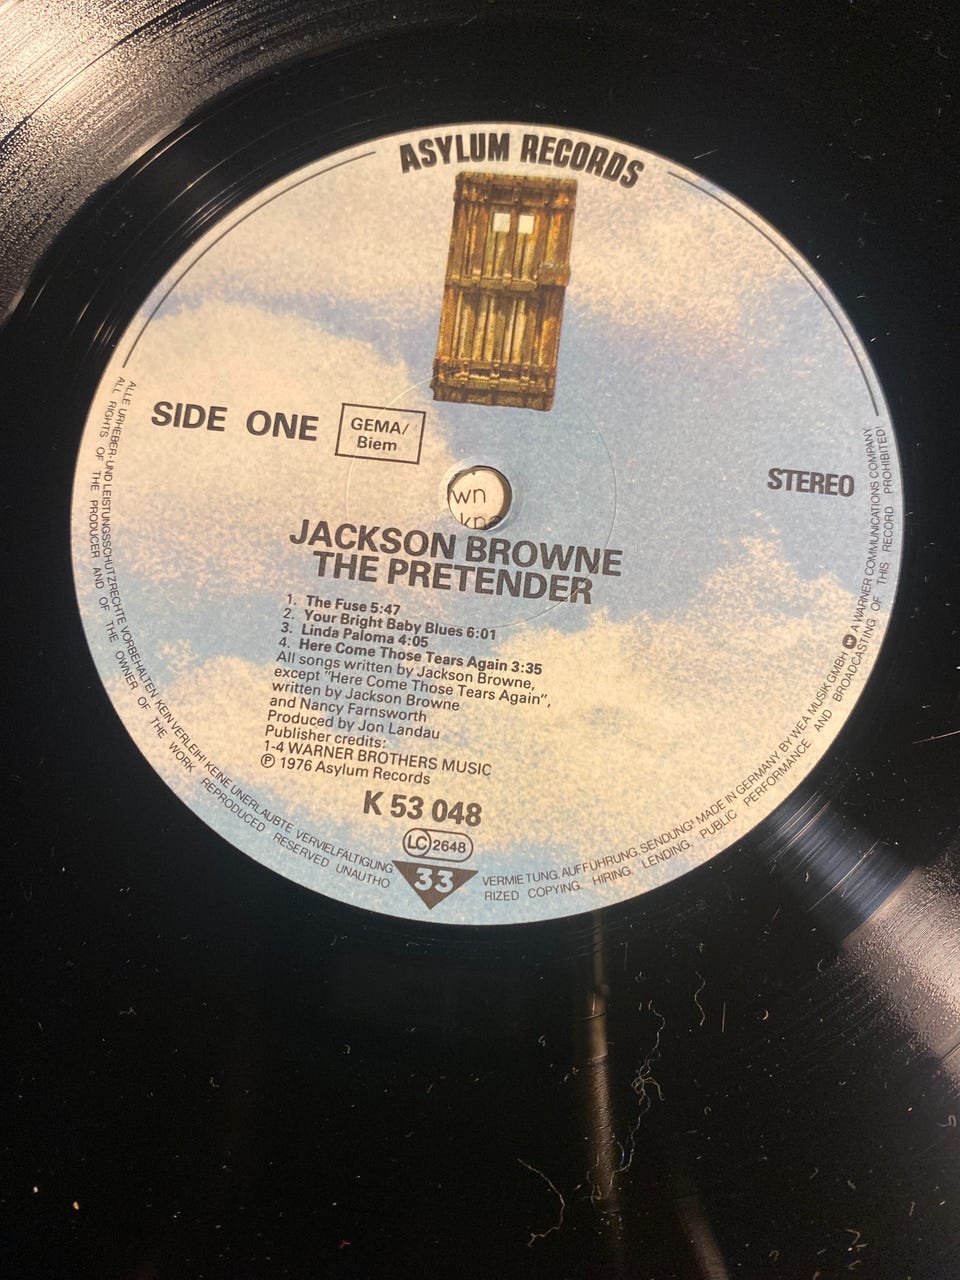 ASYLUM RECORDS
SIDE ONE
GEMA/
Biem
STEREO
wn
JACKSON BROWNE
THE PRETENDER
1. The Fuse 5:47
2. Your Bright Baby Blues 6:01
3. Linda Paloma 4:05
4. Here Come Those Tears Again 3:35
All songs written by Jackson Browne,
except "Here Come Those Tears Again",
written by Jackson Browne
and Nancy Farnsworth
Produced by Jon Landau
Publisher credits:
1-4 WARNER BROTHERS MUSIC
℗ 1976 Asylum Records
K 53 048
LC 2648
33
ALLE URHEBER- UND LEISTUNGSSCHUTZRECHTE VORBEHALTEN KEIN VERLEIH! KEINE UNERLAUBTE VERVIELFÄLTIGUNG, VERMIETUNG, AUFFÜHRUNG, SENDUNG! MADE IN GERMANY BY WEA MUSIK GMBH A WARNER COMMUNICATIONS COMPANY
ALL RIGHTS OF THE PRODUCER AND OF THE OWNER OF THE WORK REPRODUCED RESERVED UNAUTHO RIZED COPYING, HIRING, LENDING, PUBLIC PERFORMANCE AND BROADCASTING OF THIS RECORD PROHIBITED!